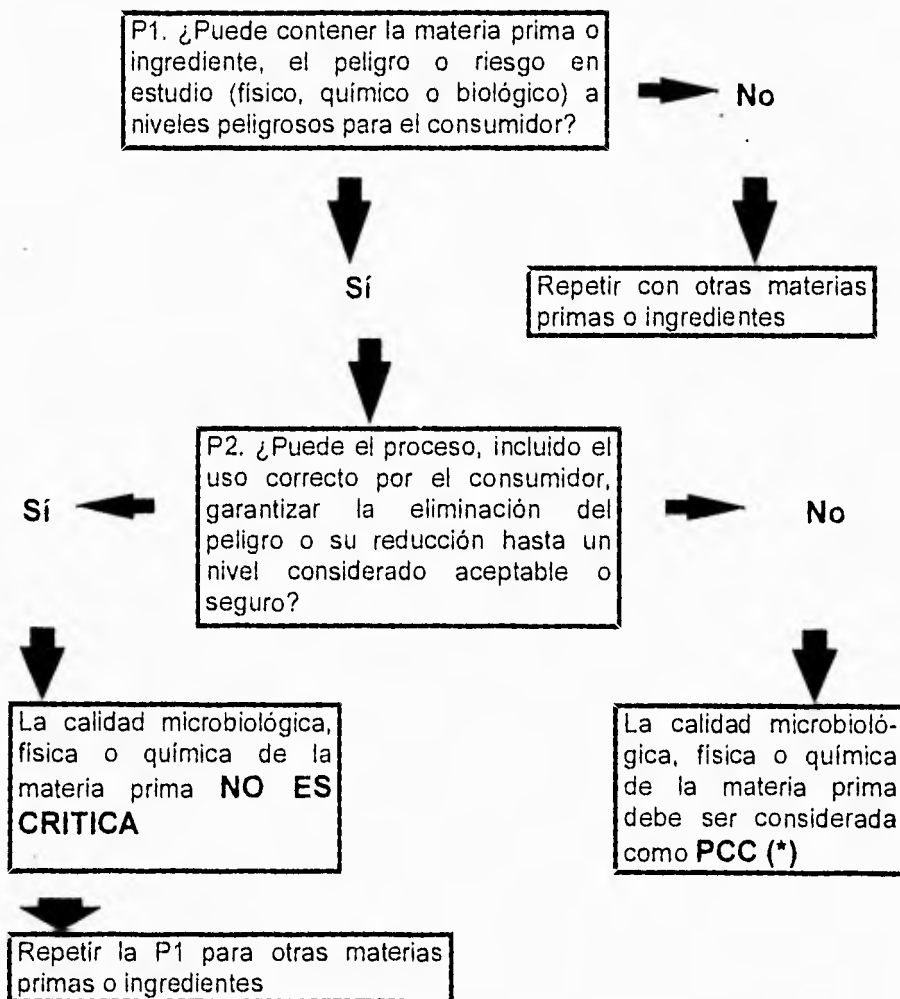 P1. ¿Puede contener la materia prima o
ingrediente, el peligro o riesgo en
estudio (físico, químico o biológico) a
niveles peligrosos para el consumidor?
No
Sí
Repetir con otras materias
primas o ingredientes
P2. ¿Puede el proceso, incluido el
uso correcto por el consumidor,
garantizar la eliminación del
peligro o su reducción hasta un
nivel considerado aceptable o
seguro?
Sí
No
La calidad microbiológica,
física o química de la
materia prima NO ES
CRITICA
La calidad microbioló-
gica, física o química
de la materia prima
debe ser considerada
como PCC (*)
Repetir la P1 para otras materias
primas o ingredientes